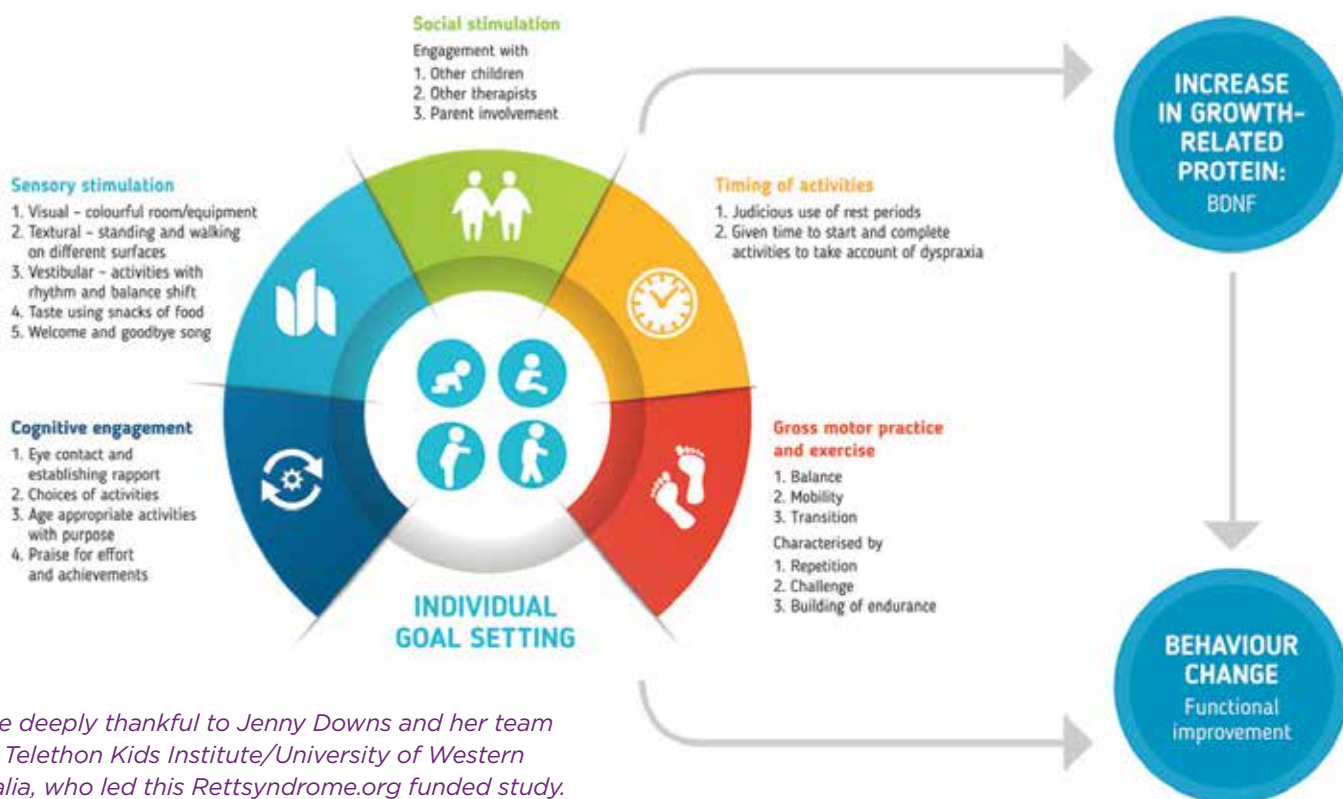 Social stimulation
Engagement with
1. Other children
2. Other therapists
3. Parent involvement
Sensory stimulation
1. Visual – colourful room/equipment
2. Textural – standing and walking
on different surfaces
3. Vestibular – activities with
rhythm and balance shift
4. Taste using snacks of food
5. Welcome and goodbye song
Cognitive engagement
1. Eye contact and
establishing rapport
2. Choices of activities
3. Age appropriate activities
with purpose
4. Praise for effort
and achievements
Timing of activities
1. Judicious use of rest periods
2. Given time to start and complete
activities to take account of dyspraxia
Gross motor practice
and exercise
1. Balance
2. Mobility
3. Transition
Characterised by
1. Repetition
2. Challenge
3. Building of endurance
INDIVIDUAL
GOAL SETTING
INCREASE
IN GROWTH-
RELATED
PROTEIN:
BDNF
BEHAVIOUR
CHANGE
Functional
improvement
deeply thankful to Jenny Downs and her team
Telethon Kids Institute/University of Western
who led this Rettsyndrome.org funded study.